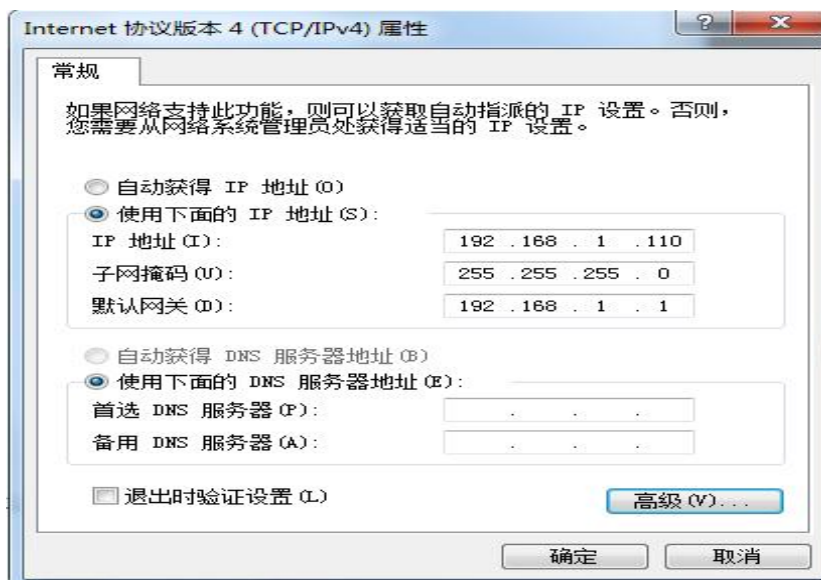 Internet 协议版本 4 (TCP/IPv4) 属性
常规
如果网络支持此功能，则可以获取自动指派的 IP 设置。否则，
您需要从网络系统管理员处获得适当的 IP 设置。
自动获得 IP 地址(O)
使用下面的 IP 地址(S):
IP 地址(I): 192 . 168 . 1 . 110
子网掩码(U): 255 . 255 . 255 . 0
默认网关(D): 192 . 168 . 1 . 1
自动获得 DNS 服务器地址(B)
使用下面的 DNS 服务器地址(E):
首选 DNS 服务器(P): . . .
备用 DNS 服务器(A): . . .
退出时验证设置(L)
高级(V)...
确定 取消